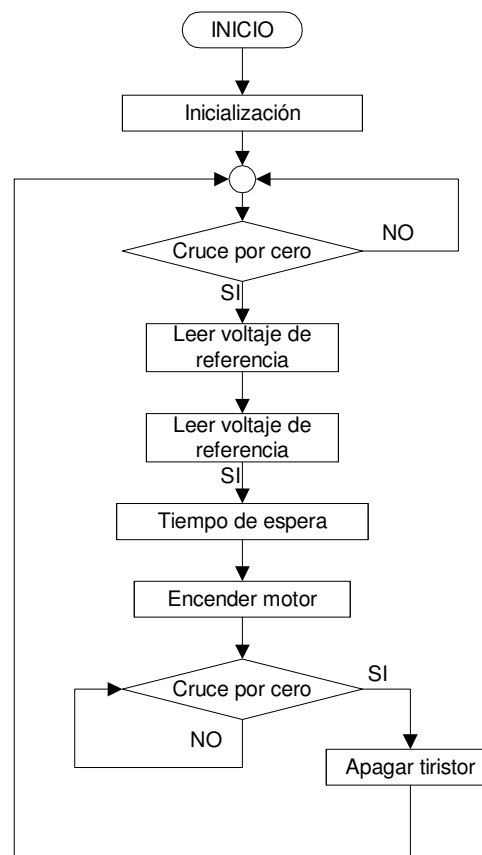 INICIO
Inicialización
Cruce por cero
NO
SI
Leer voltaje de
referencia
Leer voltaje de
referencia
SI
Tiempo de espera
Encender motor
Cruce por cero
SI
NO
Apagar tiristor